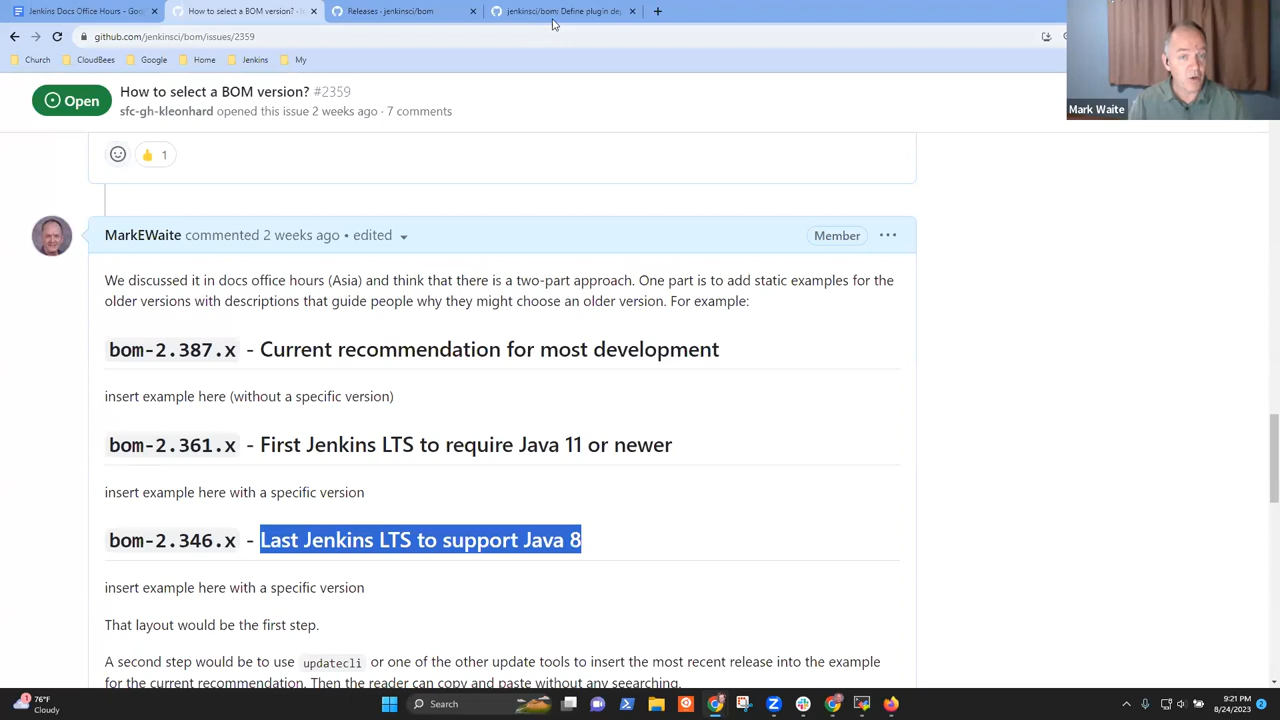 Jenkins Docs Office Hours - Goo
How to select a BOM version? ·
Releases · jenkinsci/bom
jenkinsci/bom: Define plugin de
github.com/jenkinsci/bom/issues/2359
Church
CloudBees
Google
Home
Jenkins
My
Mark Waite
Open
How to select a BOM version? #2359
sfc-gh-kleonhard opened this issue 2 weeks ago · 7 comments
1
MarkEWaite commented 2 weeks ago • edited
Member
We discussed it in docs office hours (Asia) and think that there is a two-part approach. One part is to add static examples for the
older versions with descriptions that guide people why they might choose an older version. For example:
bom-2.387.x - Current recommendation for most development
insert example here (without a specific version)
bom-2.361.x - First Jenkins LTS to require Java 11 or newer
insert example here with a specific version
bom-2.346.x - Last Jenkins LTS to support Java 8
insert example here with a specific version
That layout would be the first step.
A second step would be to use updatecli or one of the other update tools to insert the most recent release into the example
for the current recommendation. Then the reader can copy and paste without any seearching.
76°F
Cloudy
Search
9:21 PM
8/24/2023
2